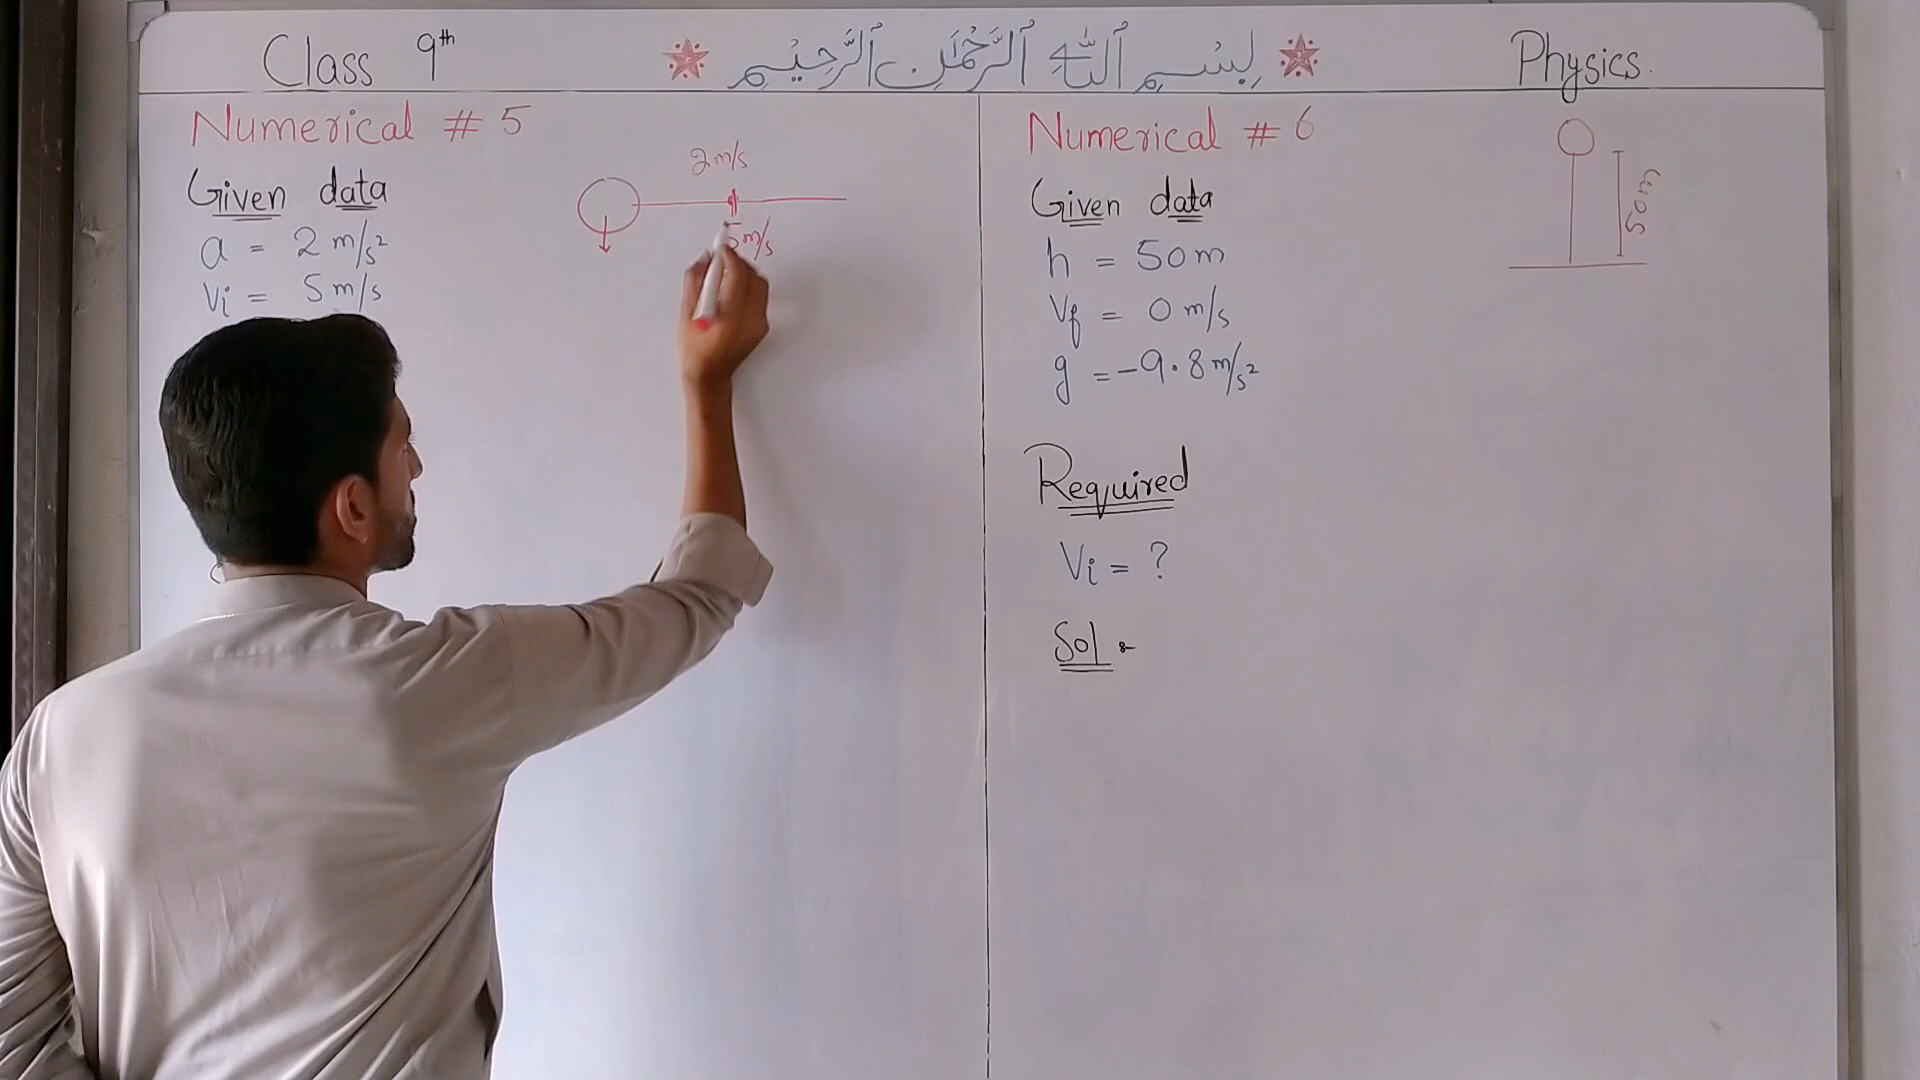 Class 9th
بِسْمِ ٱللَّٰهِ ٱلرَّحْمَٰنِ ٱلرَّحِيمِ
Physics.
Numerical # 5
Given data
a = 2 m/s²
Vi = 5 m/s
2m/s
5m/s
Numerical # 6
Given data
h = 50m
Vf = 0 m/s
g = -9.8 m/s²
50m
Required
Vi = ?
Sol :-